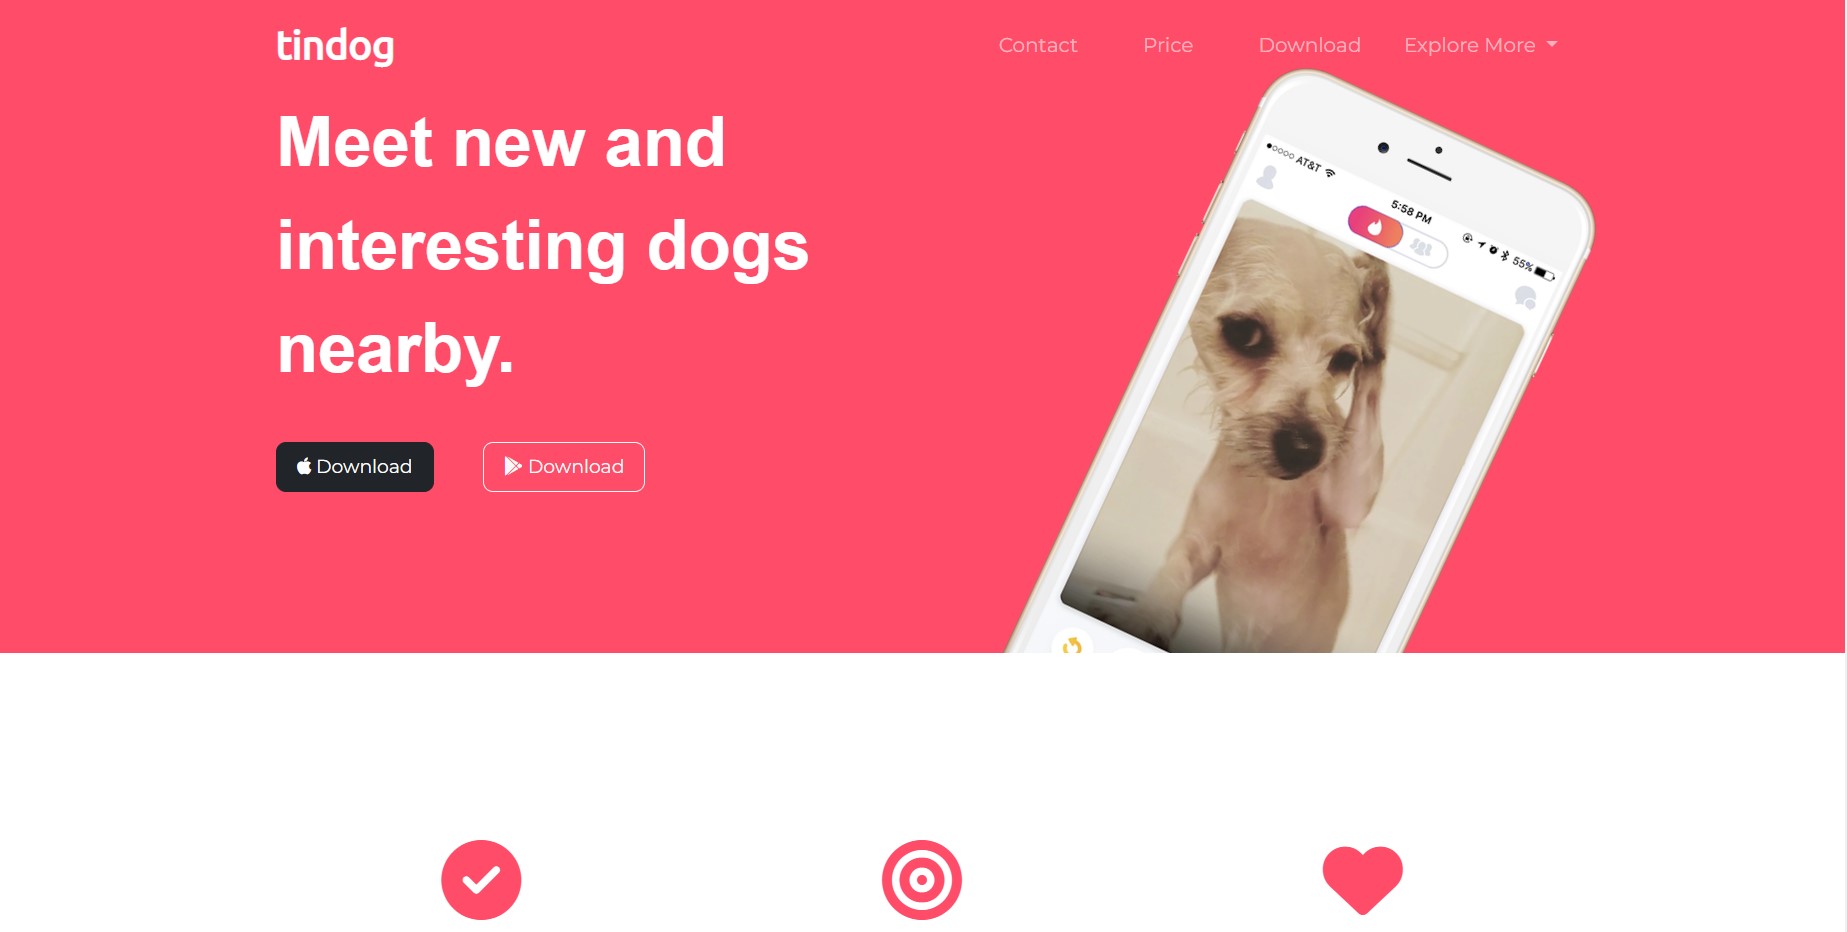 tindog
Contact Price Download Explore More
Meet new and
interesting dogs
nearby.
Download Download
AT&T
5:58 PM
55%